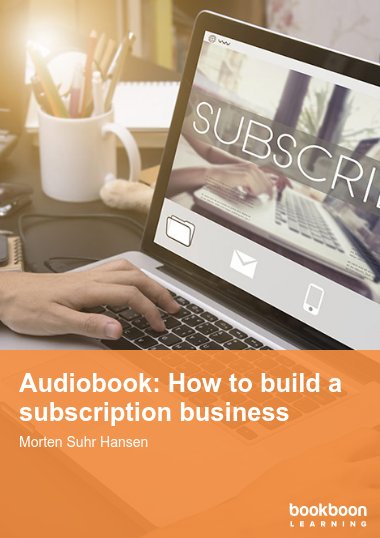 SUBSCRI
Audiobook: How to build a
subscription business
Morten Suhr Hansen
bookboon
LEARNING